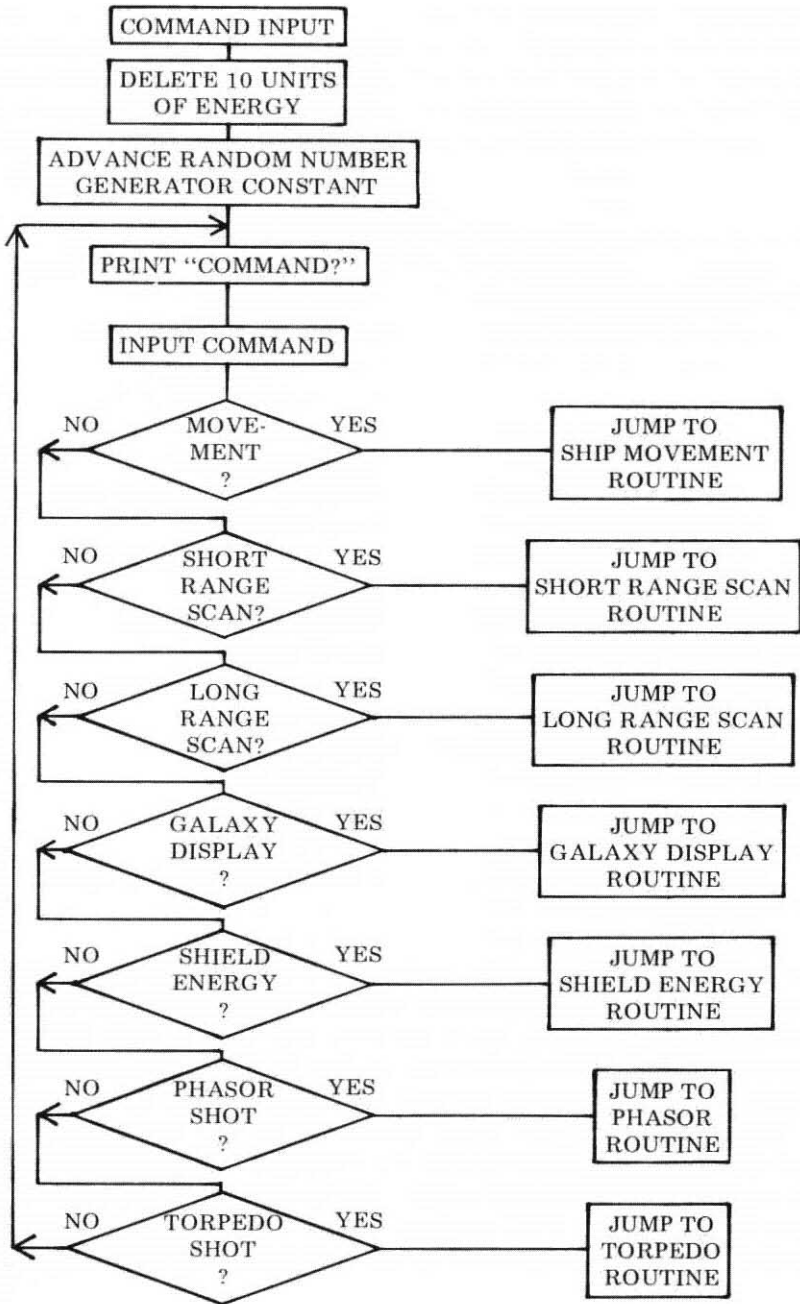 COMMAND INPUT
DELETE 10 UNITS
OF ENERGY
ADVANCE RANDOM NUMBER
GENERATOR CONSTANT
PRINT “COMMAND?”
INPUT COMMAND
NO
MOVE-
MENT
?
YES
JUMP TO
SHIP MOVEMENT
ROUTINE
NO
SHORT
RANGE
SCAN?
YES
JUMP TO
SHORT RANGE SCAN
ROUTINE
NO
LONG
RANGE
SCAN?
YES
JUMP TO
LONG RANGE SCAN
ROUTINE
NO
GALAXY
DISPLAY
?
YES
JUMP TO
GALAXY DISPLAY
ROUTINE
NO
SHIELD
ENERGY
?
YES
JUMP TO
SHIELD ENERGY
ROUTINE
NO
PHASOR
SHOT
?
YES
JUMP TO
PHASOR
ROUTINE
NO
TORPEDO
SHOT
?
YES
JUMP TO
TORPEDO
ROUTINE